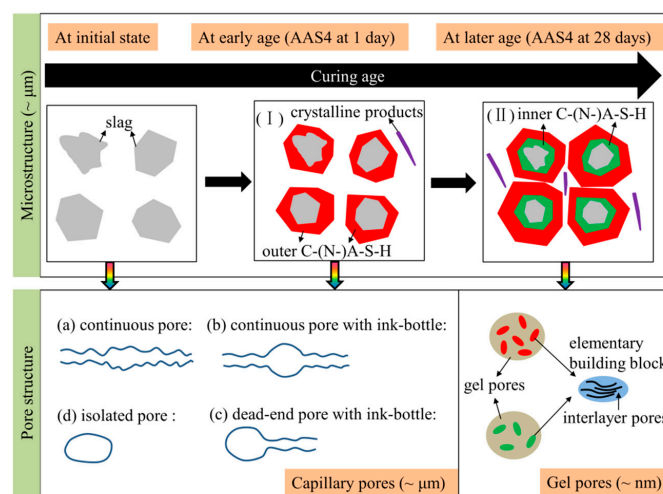 At initial state
At early age (AAS4 at 1 day)
At later age (AAS4 at 28 days)
Curing age
Microstructure (~ μm)
slag
(Ⅰ) crystalline products
outer C-(N-)A-S-H
(Ⅱ) inner C-(N-)A-S-H
Pore structure
(a) continuous pore:
(b) continuous pore with ink-bottle:
(d) isolated pore :
(c) dead-end pore with ink-bottle:
Capillary pores (~ μm)
gel pores
elementary
building block
interlayer pores
Gel pores (~ nm)